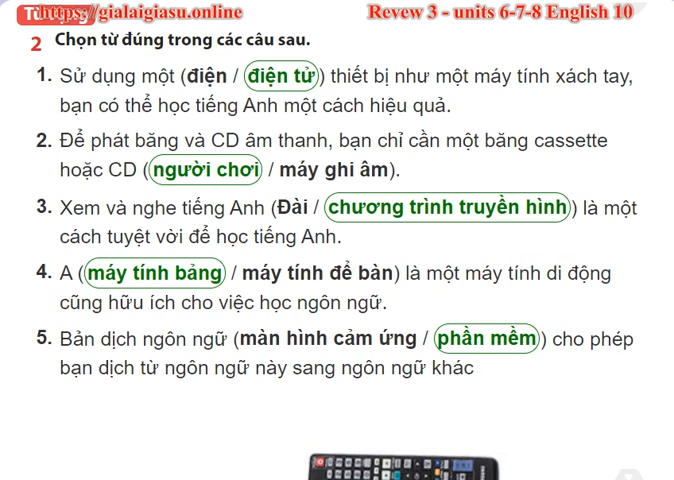 Từ vựng https://gialaigiasu.online Revew 3 - units 6-7-8 English 10
2 Chọn từ đúng trong các câu sau.
1. Sử dụng một (điện / điện tử) thiết bị như một máy tính xách tay,
bạn có thể học tiếng Anh một cách hiệu quả.
2. Để phát băng và CD âm thanh, bạn chỉ cần một băng cassette
hoặc CD (người chơi / máy ghi âm).
3. Xem và nghe tiếng Anh (Đài / chương trình truyền hình) là một
cách tuyệt vời để học tiếng Anh.
4. A (máy tính bảng / máy tính để bàn) là một máy tính di động
cũng hữu ích cho việc học ngôn ngữ.
5. Bản dịch ngôn ngữ (màn hình cảm ứng / phần mềm) cho phép
bạn dịch từ ngôn ngữ này sang ngôn ngữ khác